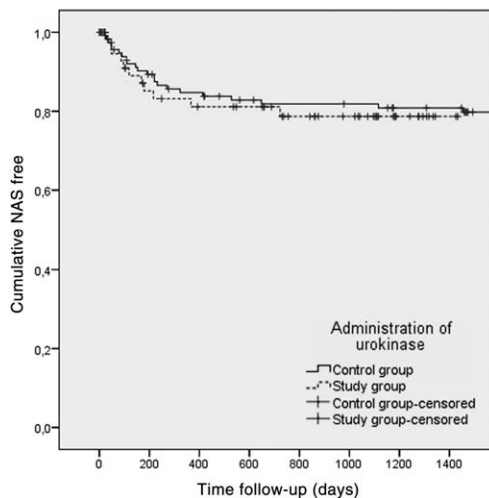 Cumulative NAS free
1,0
0,8
0,6
0,4
0,2
0,0
Administration of
urokinase
Control group
Study group
Control group-censored
Study group-censored
0 200 400 600 800 1000 1200 1400
Time follow-up (days)